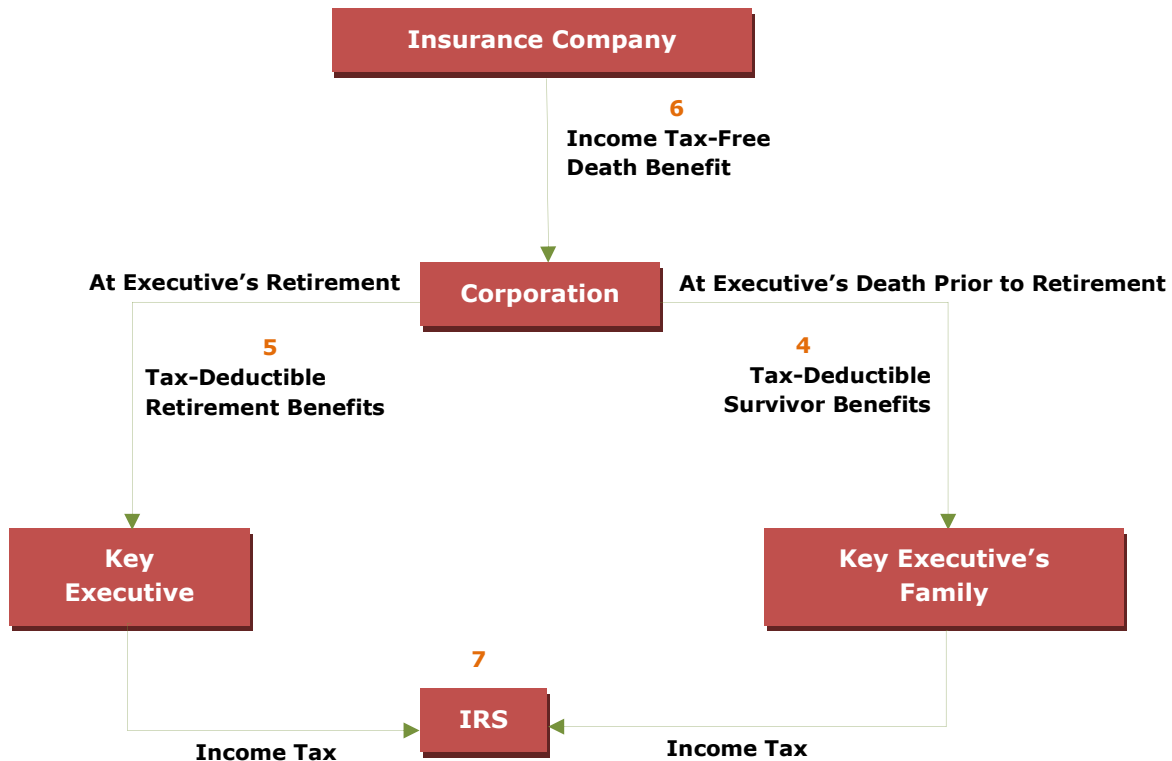 Insurance Company
6
Income Tax-Free
Death Benefit
At Executive’s Retirement
Corporation
At Executive’s Death Prior to Retirement
5
Tax-Deductible
Retirement Benefits
4
Tax-Deductible
Survivor Benefits
Key
Executive
Key Executive’s
Family
7
IRS
Income Tax
Income Tax